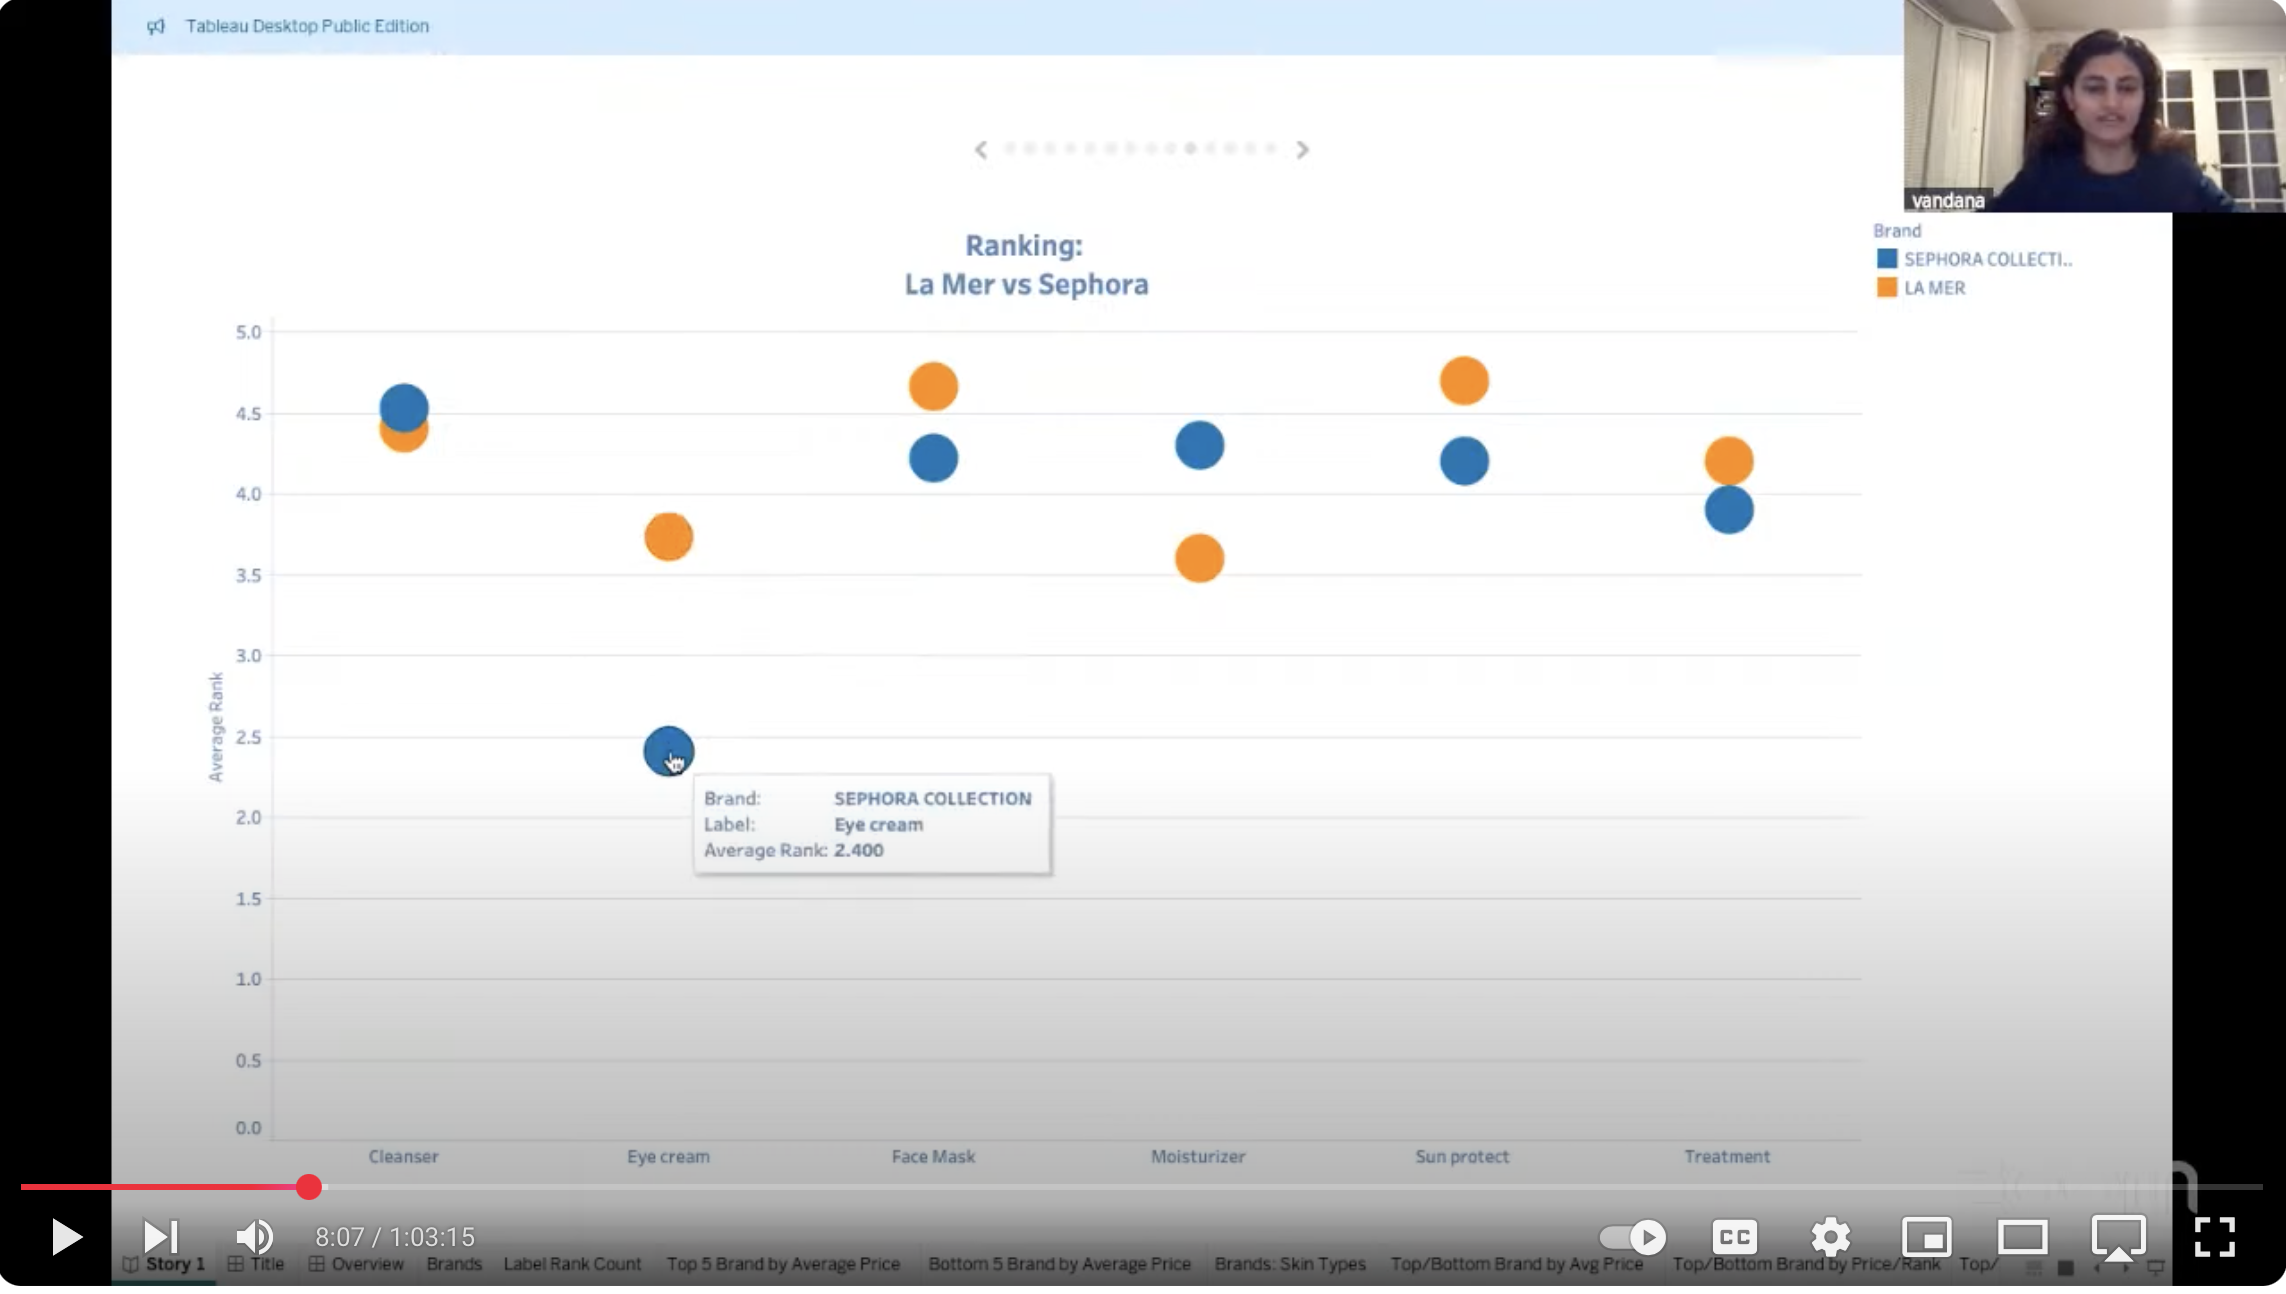 Tableau Desktop Public Edition
vandana
Ranking:
La Mer vs Sephora
Brand
SEPHORA COLLECTI..
LA MER
Average Rank
5.0
4.5
4.0
3.5
3.0
2.5
2.0
1.5
1.0
0.5
0.0
Brand: SEPHORA COLLECTION
Label: Eye cream
Average Rank: 2.400
Cleanser Eye cream Face Mask Moisturizer Sun protect Treatment
8:07 / 1:03:15
CC
Story 1 Title Overview Brands Label Rank Count Top 5 Brand by Average Price Bottom 5 Brand by Average Price Brands: Skin Types Top/Bottom Brand by Avg Price Top/Bottom Brand by Price/Rank Top/